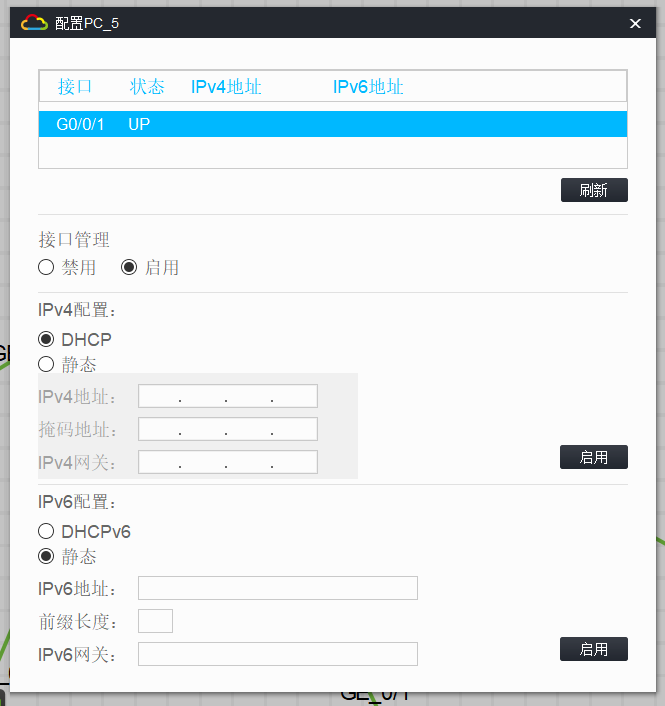 配置PC_5
接口 状态 IPv4地址 IPv6地址
G0/0/1 UP
刷新
接口管理
禁用 启用
IPv4配置：
DHCP
静态
IPv4地址： . . .
掩码地址： . . .
IPv4网关： . . .
启用
IPv6配置：
DHCPv6
静态
IPv6地址：
前缀长度：
IPv6网关：
启用
GE_0/1